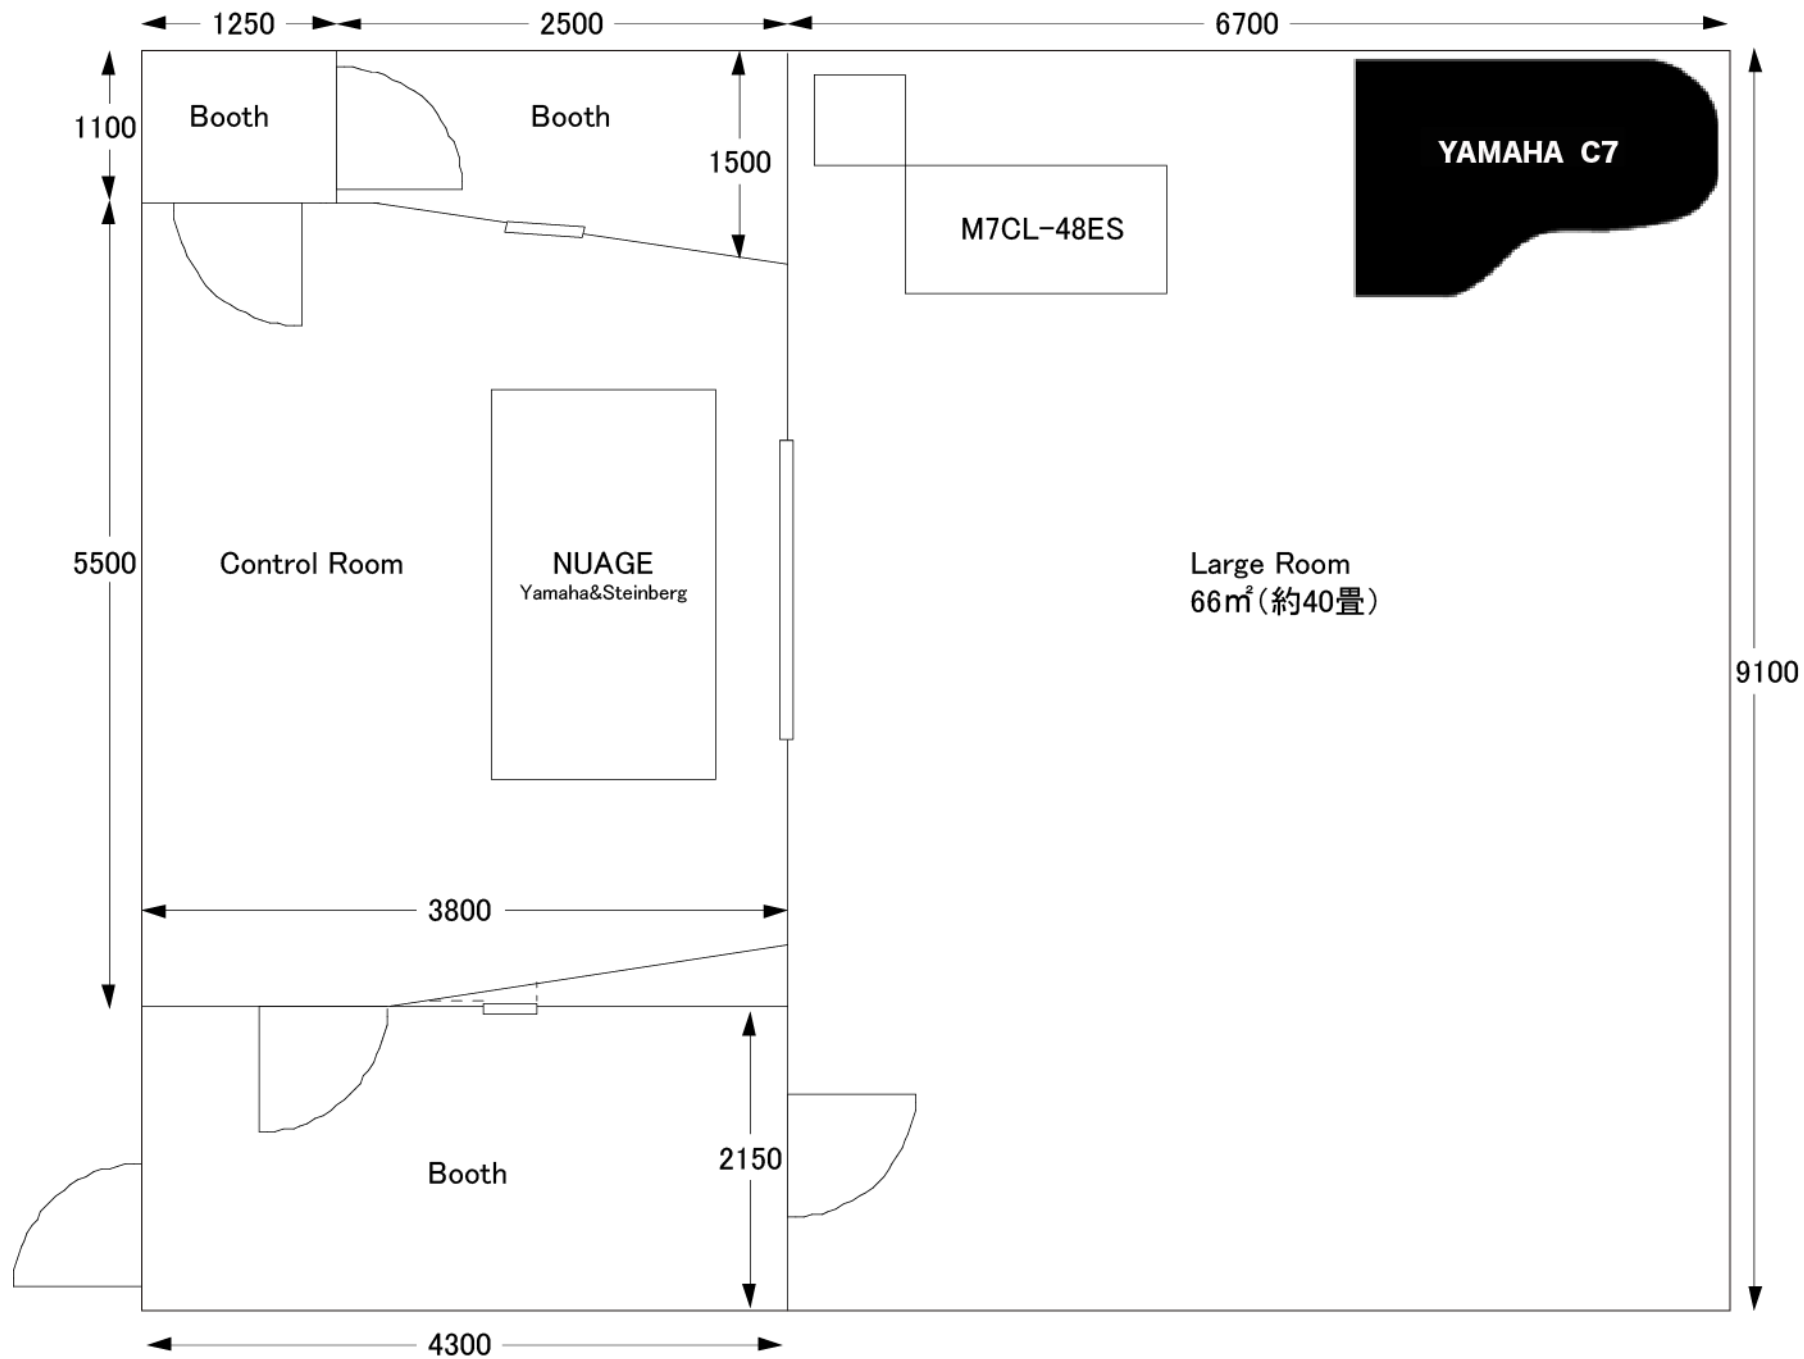 1250
2500
6700
Booth
Booth
1100
1500
YAMAHA C7
M7CL-48ES
5500
Control Room
NUAGE
Yamaha&Steinberg
Large Room
66㎡(約40畳)
9100
3800
2150
Booth
4300